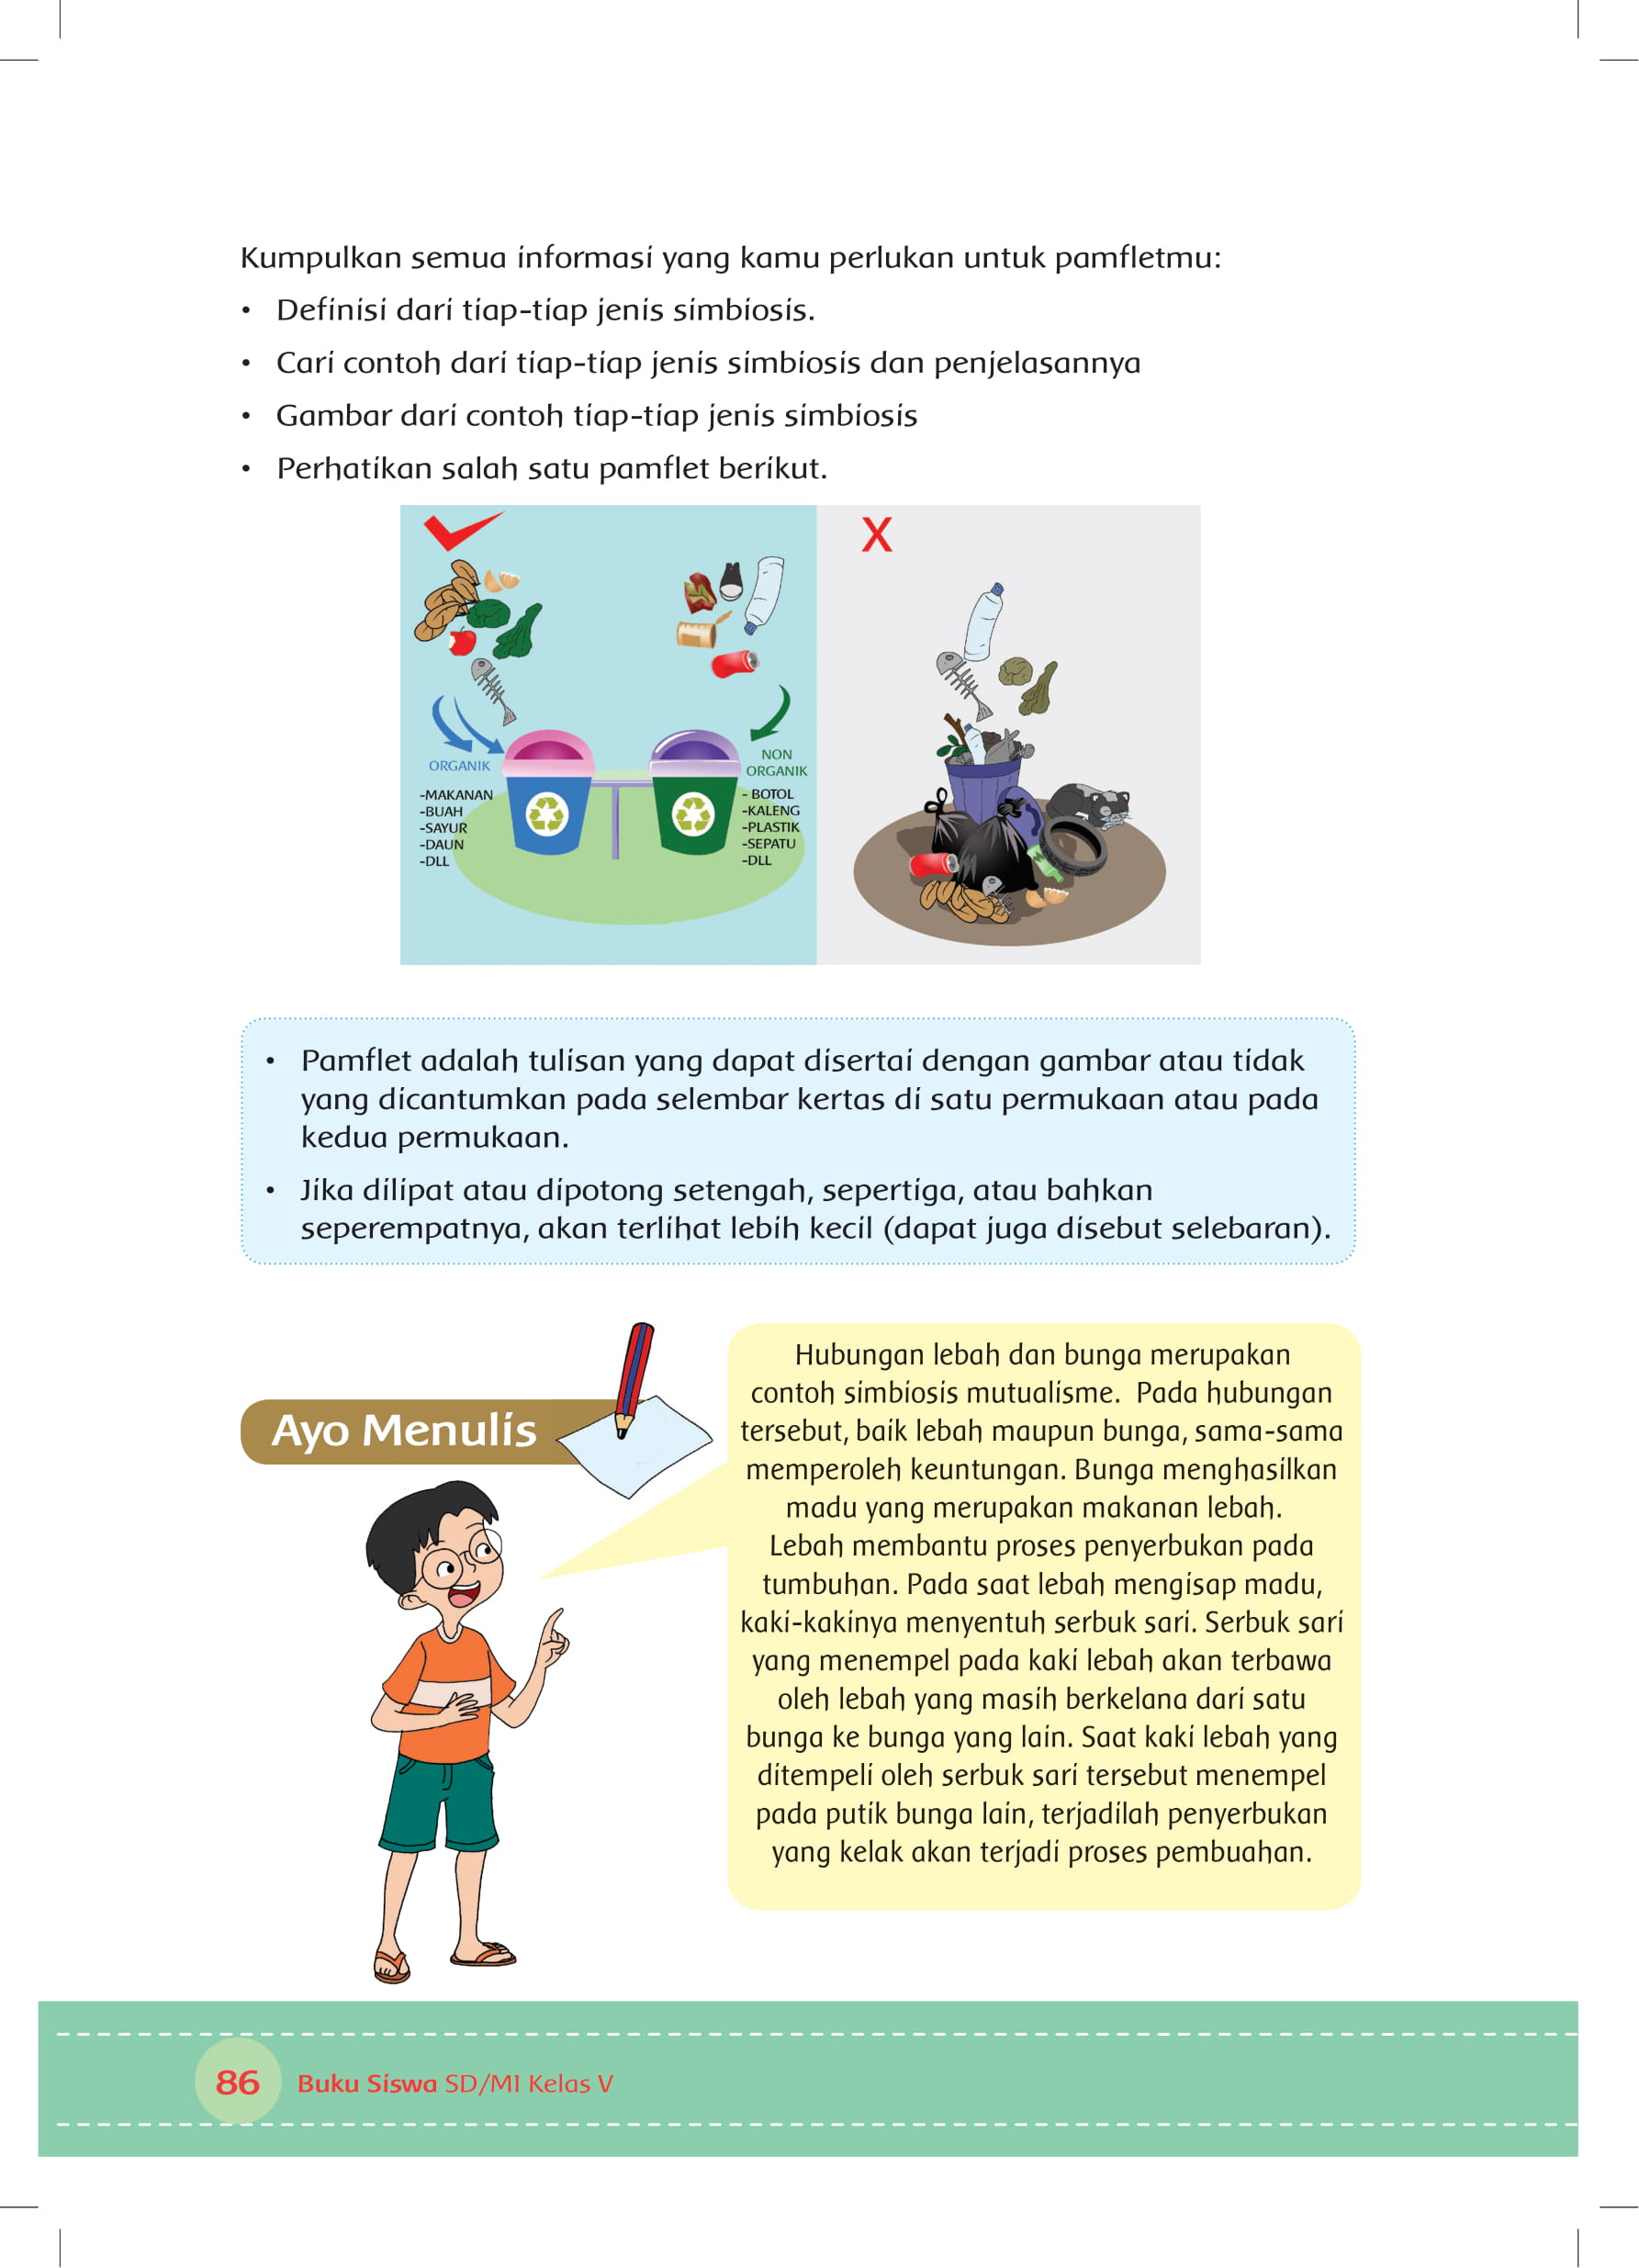 Kumpulkan semua informasi yang kamu perlukan untuk pamfletmu:
• Definisi dari tiap-tiap jenis simbiosis.
• Cari contoh dari tiap-tiap jenis simbiosis dan penjelasannya
• Gambar dari contoh tiap-tiap jenis simbiosis
• Perhatikan salah satu pamflet berikut.
X
ORGANIK
-MAKANAN
-BUAH
-SAYUR
-DAUN
-DLL
NON
ORGANIK
- BOTOL
-KALENG
-PLASTIK
-SEPATU
-DLL
• Pamflet adalah tulisan yang dapat disertai dengan gambar atau tidak
yang dicantumkan pada selembar kertas di satu permukaan atau pada
kedua permukaan.
• Jika dilipat atau dipotong setengah, sepertiga, atau bahkan
seperempatnya, akan terlihat lebih kecil (dapat juga disebut selebaran).
Ayo Menulis
Hubungan lebah dan bunga merupakan
contoh simbiosis mutualisme. Pada hubungan
tersebut, baik lebah maupun bunga, sama-sama
memperoleh keuntungan. Bunga menghasilkan
madu yang merupakan makanan lebah.
Lebah membantu proses penyerbukan pada
tumbuhan. Pada saat lebah mengisap madu,
kaki-kakinya menyentuh serbuk sari. Serbuk sari
yang menempel pada kaki lebah akan terbawa
oleh lebah yang masih berkelana dari satu
bunga ke bunga yang lain. Saat kaki lebah yang
ditempeli oleh serbuk sari tersebut menempel
pada putik bunga lain, terjadilah penyerbukan
yang kelak akan terjadi proses pembuahan.
86 Buku Siswa SD/MI Kelas V